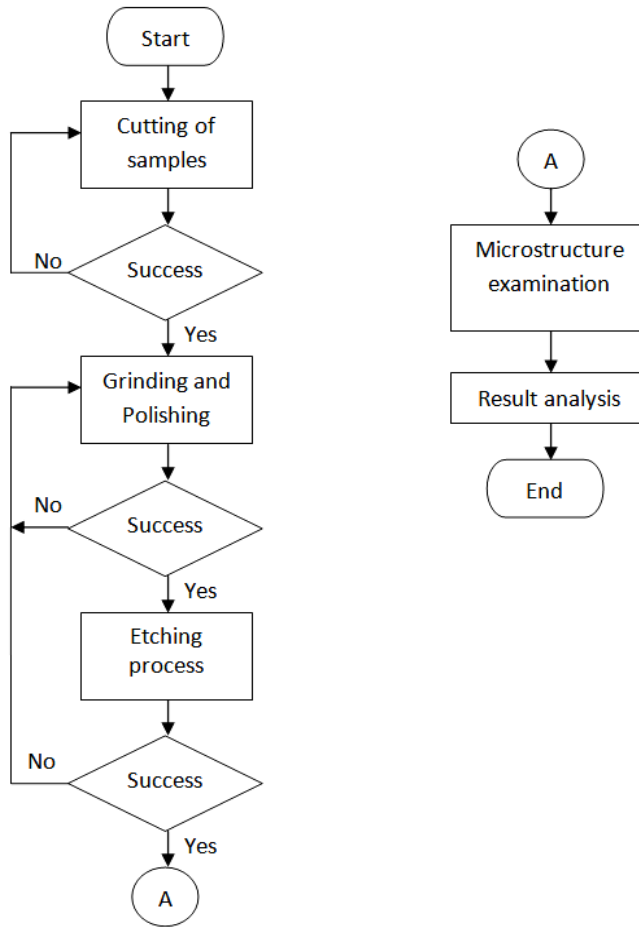 Start
Cutting of
samples
No
Success
Yes
Grinding and
Polishing
No
Success
Yes
Etching
process
No
Success
Yes
A
A
Microstructure
examination
Result analysis
End